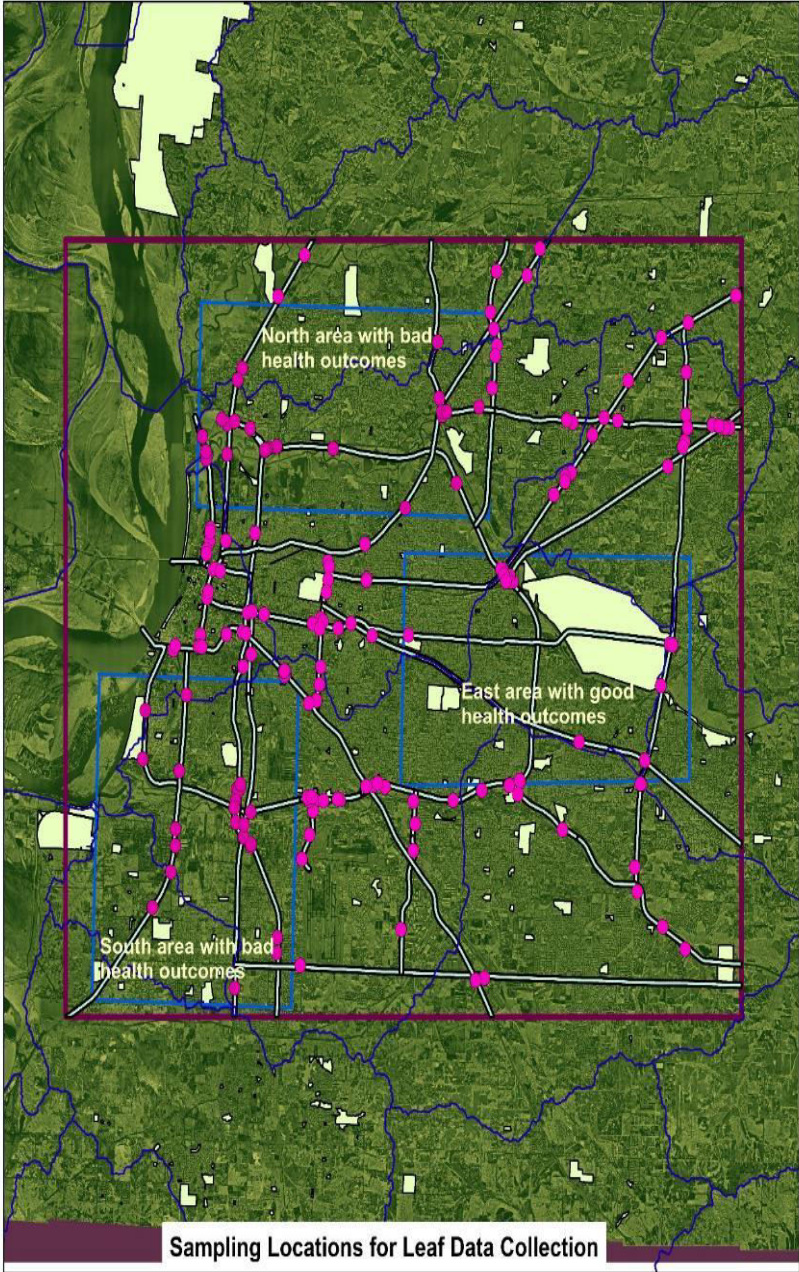 North area with bad
health outcomes
East area with good
health outcomes
South area with bad
health outcomes
Sampling Locations for Leaf Data Collection